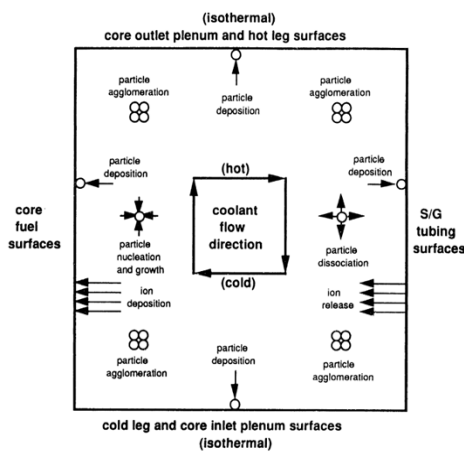 (isothermal)
core outlet plenum and hot leg surfaces
particle
agglomeration
particle
deposition
particle
agglomeration
particle
deposition
particle
deposition
(hot)
core
fuel
surfaces
coolant
flow
direction
S/G
tubing
surfaces
particle
nucleation
and growth
particle
dissociation
(cold)
ion
deposition
ion
release
particle
agglomeration
particle
deposition
particle
agglomeration
cold leg and core inlet plenum surfaces
(isothermal)